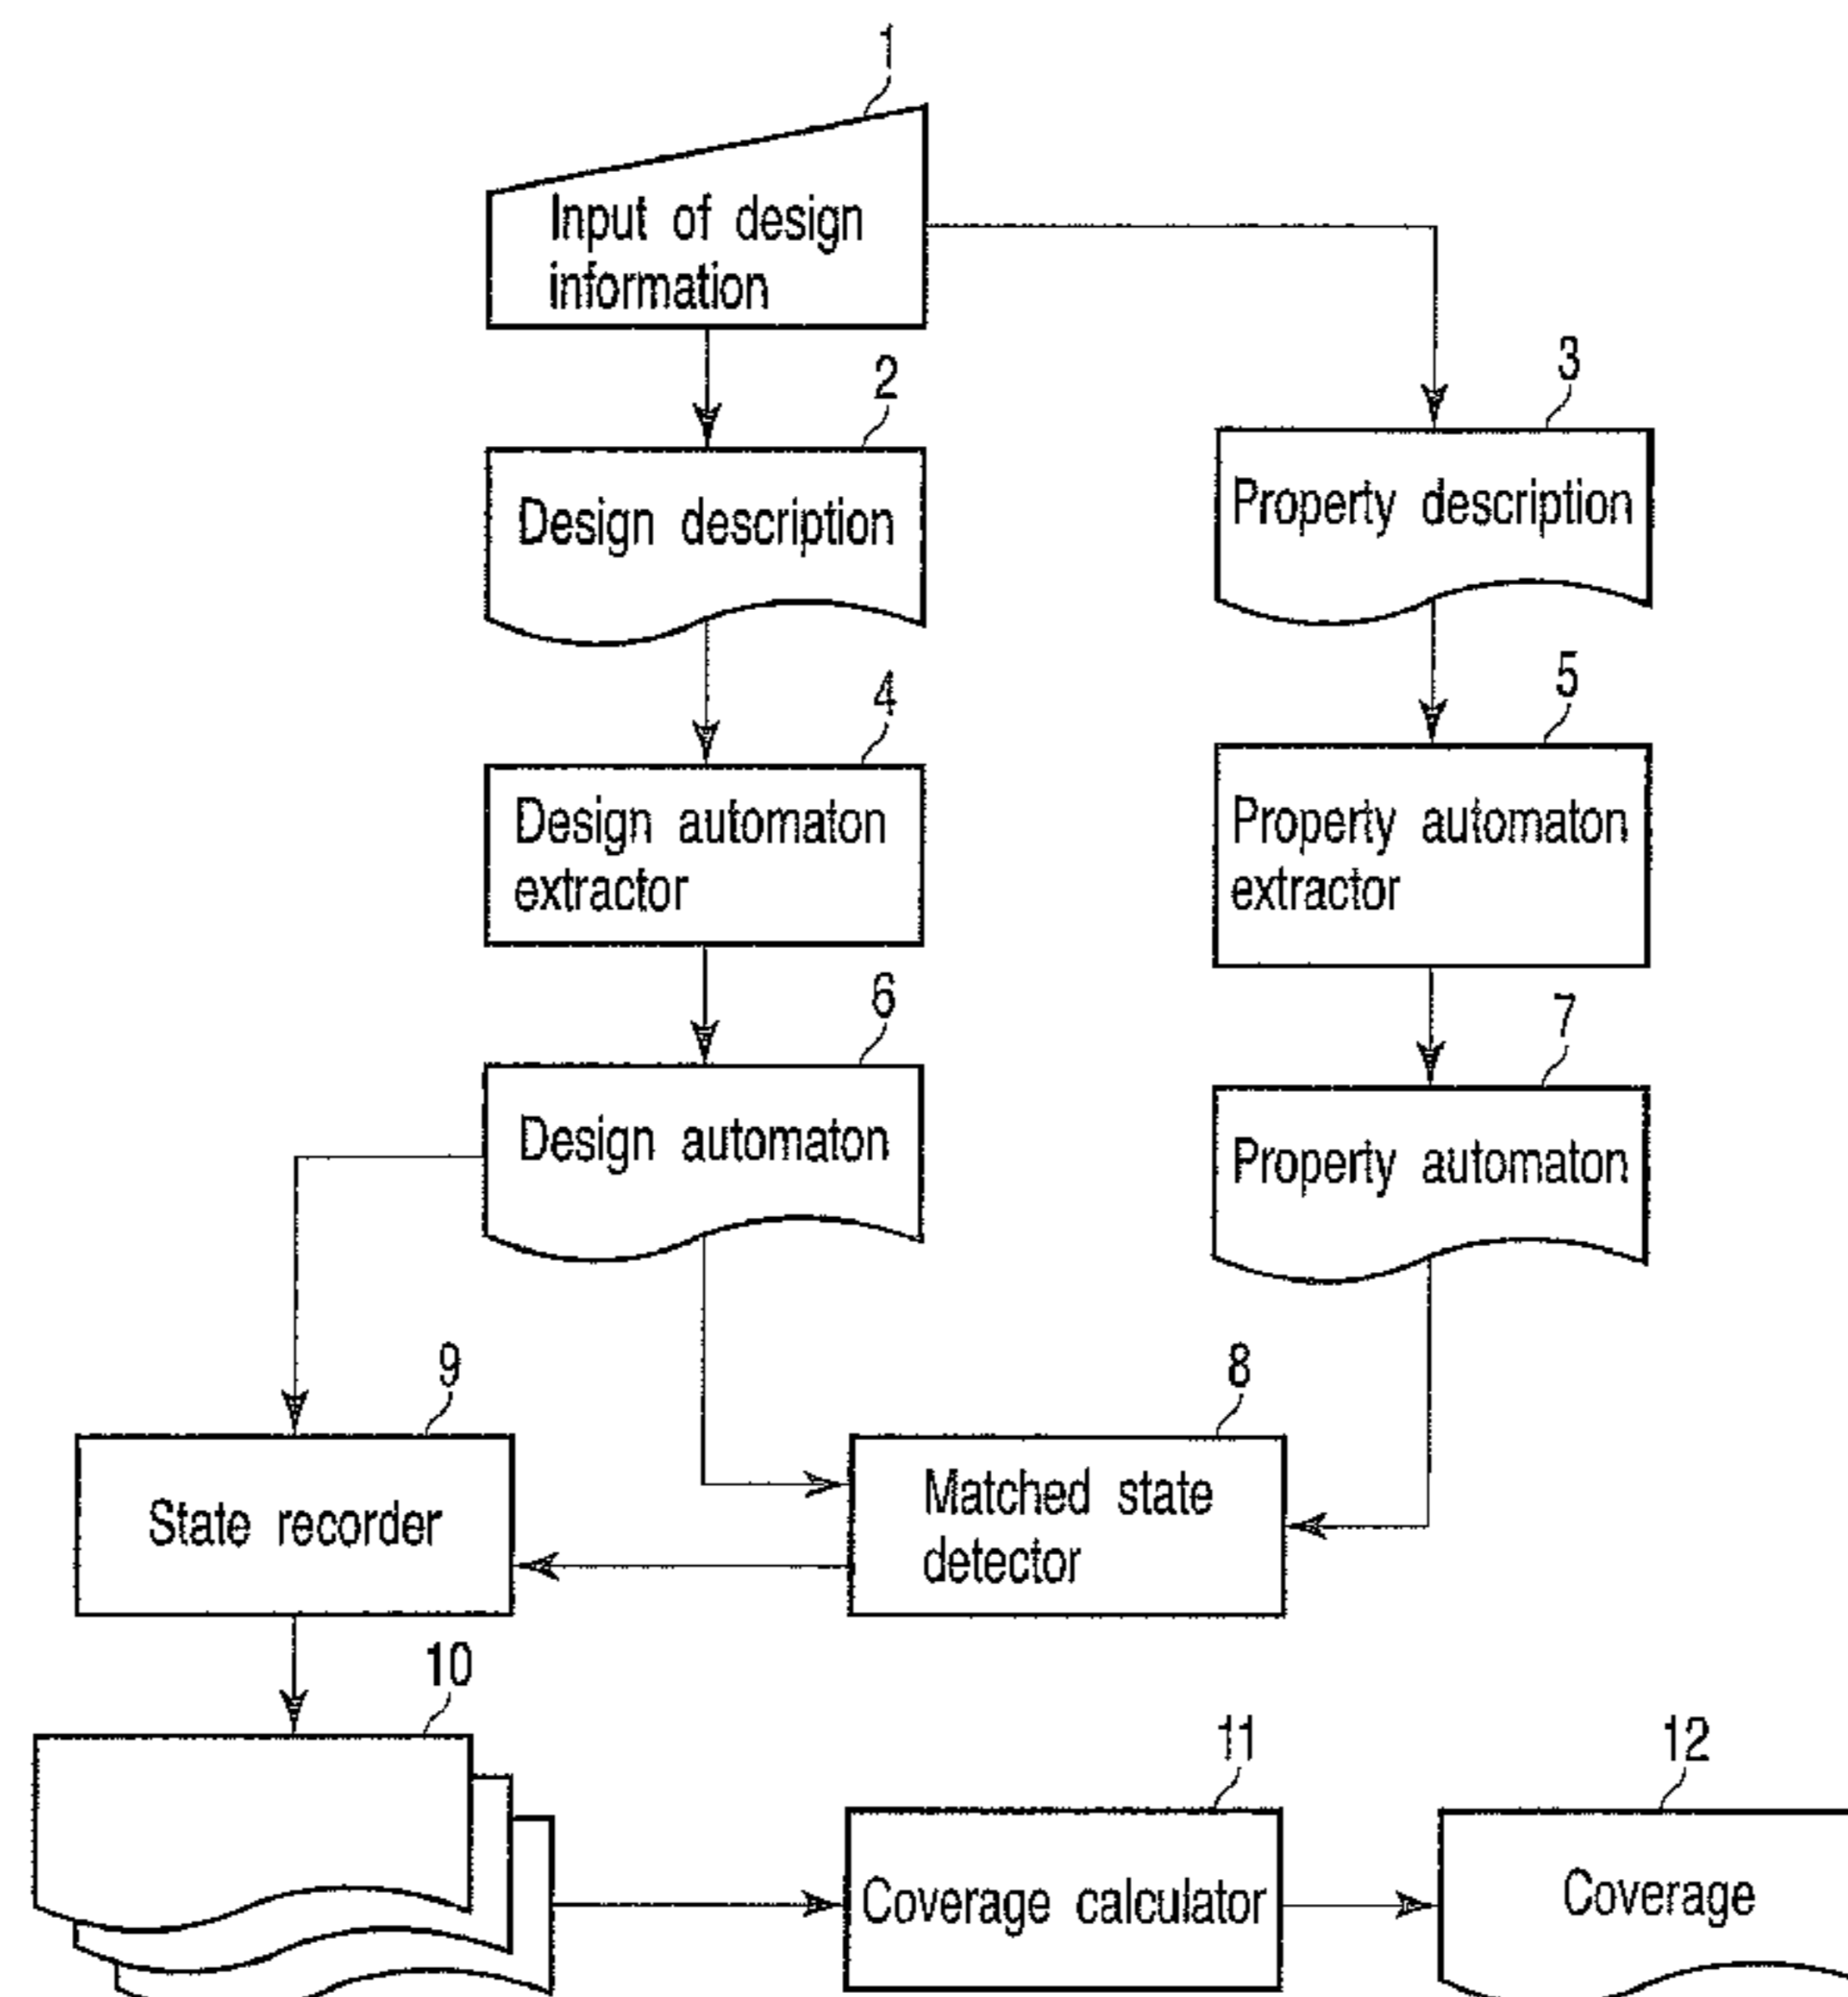 1
Input of design
information
2
3
Design description
Property description
4
5
Design automaton
extractor
Property automaton
extractor
6
7
Design automaton
Property automaton
9
8
State recorder
Matched state
detector
10
11
12
Coverage calculator
Coverage